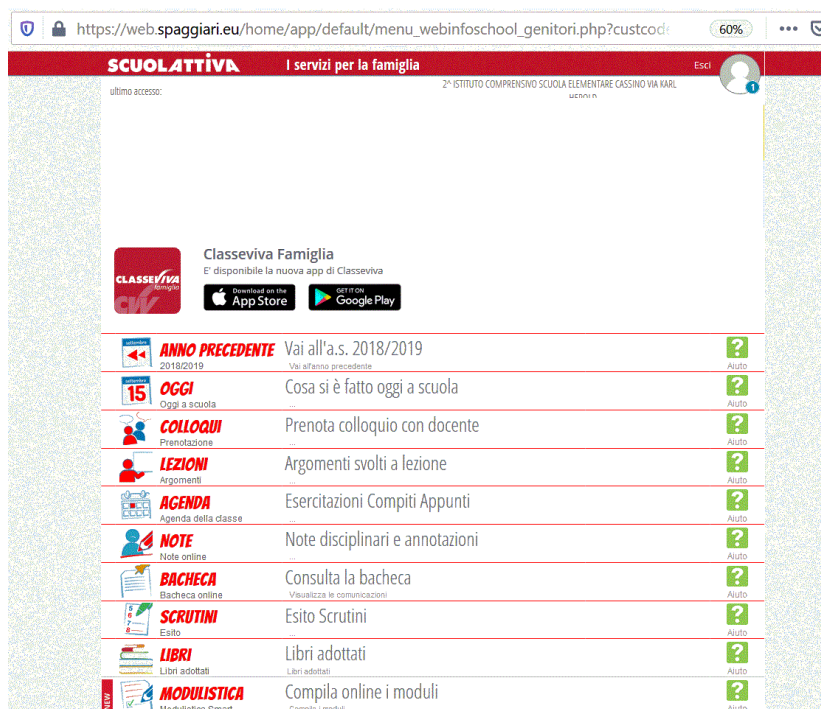 https://web.spaggiari.eu/home/app/default/menu_webinfoschool_genitori.php?custcod
60%
SCUOLATTIVA I servizi per la famiglia Esci
1
ultimo accesso: 2^ ISTITUTO COMPRENSIVO SCUOLA ELEMENTARE CASSINO VIA KARL
HEROLD
CLASSEVIVA
famiglia
Classeviva Famiglia
E' disponibile la nuova app di Classeviva
Download on the
App Store
GET IT ON
Google Play
settembre
ANNO PRECEDENTE Vai all'a.s. 2018/2019 ?
2018/2019 Vai all'anno precedente Aiuto
settembre
15 OGGI Cosa si è fatto oggi a scuola ?
Oggi a scuola ... Aiuto
COLLOQUI Prenota colloquio con docente ?
Prenotazione ... Aiuto
LEZIONI Argomenti svolti a lezione ?
Argomenti ... Aiuto
AGENDA Esercitazioni Compiti Appunti ?
Agenda della classe ... Aiuto
NOTE Note disciplinari e annotazioni ?
Note online ... Aiuto
BACHECA Consulta la bacheca ?
Bacheca online Visualizza le comunicazioni Aiuto
SCRUTINI Esito Scrutini ?
Esito ... Aiuto
LIBRI Libri adottati ?
Libri adottati Libri adottati Aiuto
NEW MODULISTICA Compila online i moduli ?
Modulistica Smart Compila i moduli Aiuto